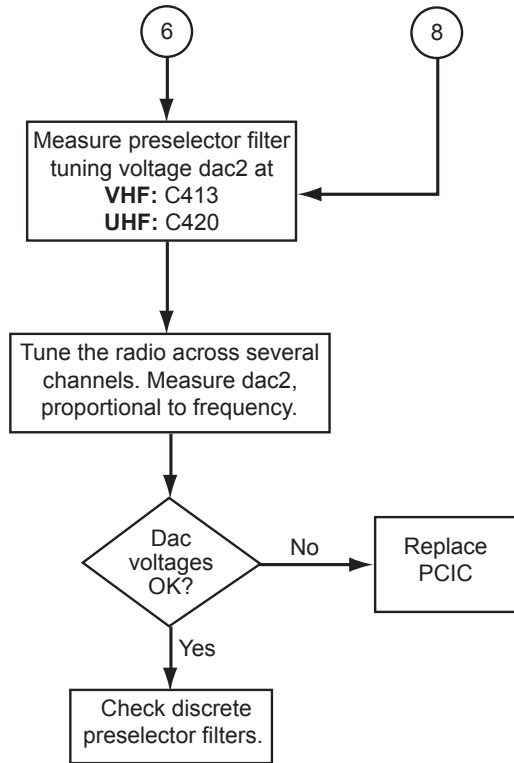 6
8
Measure preselector filter
tuning voltage dac2 at
VHF: C413
UHF: C420
Tune the radio across several
channels. Measure dac2,
proportional to frequency.
Dac
voltages
OK?
No
Replace
PCIC
Yes
Check discrete
preselector filters.